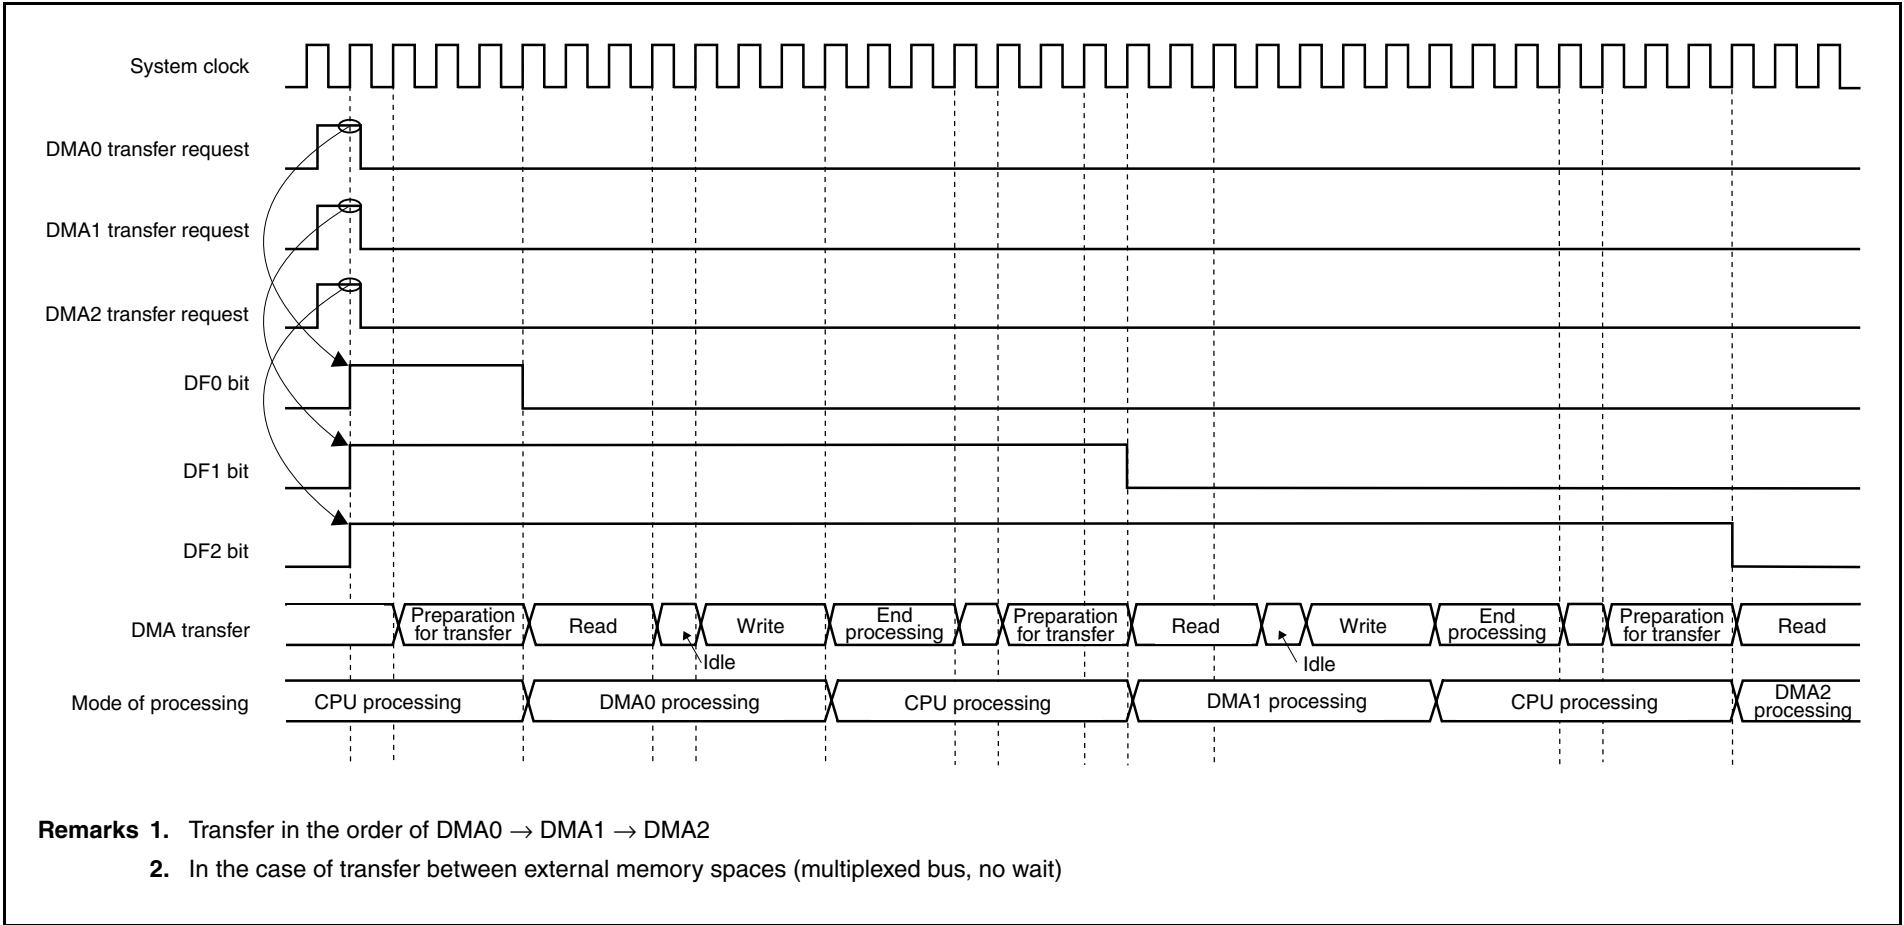 System clock
DMA0 transfer request
DMA1 transfer request
DMA2 transfer request
DF0 bit
DF1 bit
DF2 bit
DMA transfer
Preparation
for transfer
Read
Idle
Write
End
processing
Preparation
for transfer
Read
Idle
Write
End
processing
Preparation
for transfer
Read
Mode of processing
CPU processing
DMA0 processing
CPU processing
DMA1 processing
CPU processing
DMA2
processing
Remarks 1. Transfer in the order of DMA0 → DMA1 → DMA2
2. In the case of transfer between external memory spaces (multiplexed bus, no wait)